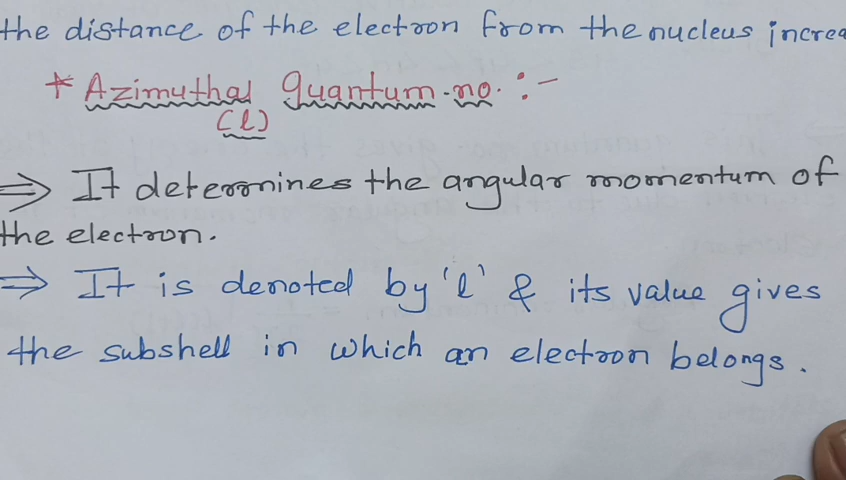 the distance of the electron from the nucleus increa
* Azimuthal quantum no. :-
(l)
⇒ It determines the angular momentum of
the electron.
⇒ It is denoted by 'l' & its value gives
the subshell in which an electron belongs.